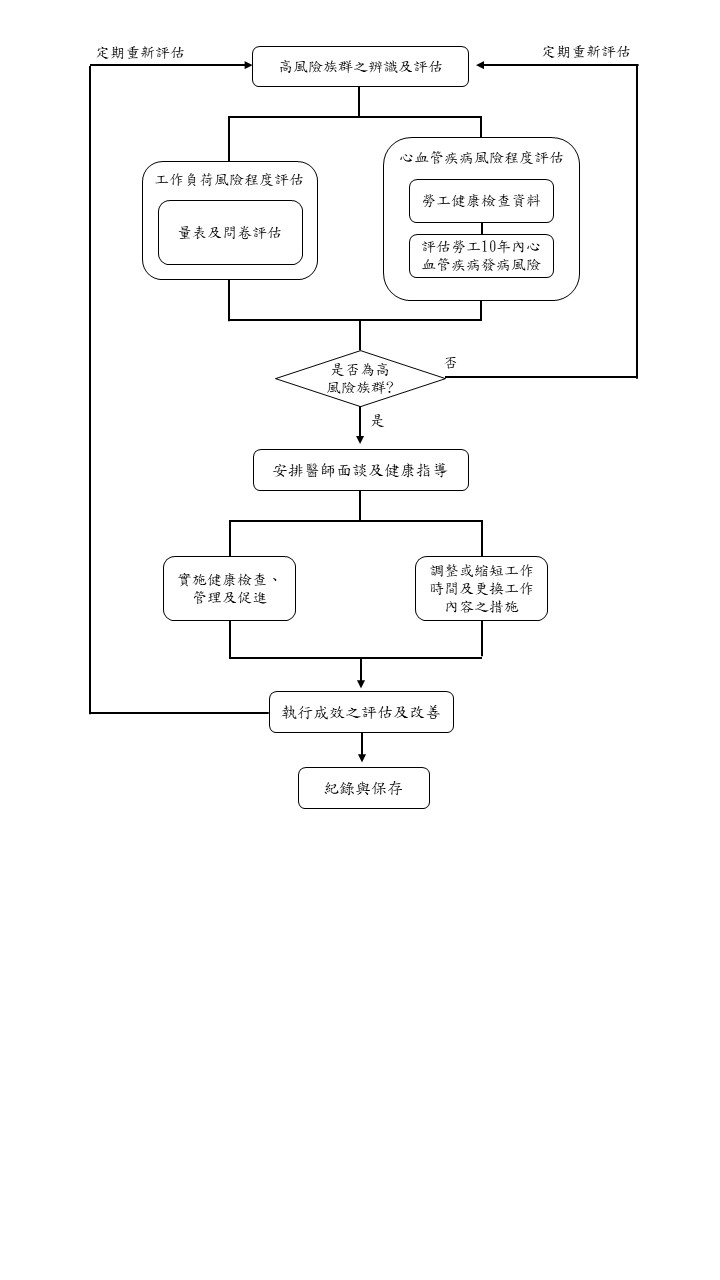 定期重新評估
定期重新評估
高風險族群之辨識及評估
工作負荷風險程度評估
量表及問卷評估
心血管疾病風險程度評估
勞工健康檢查資料
評估勞工10年內心
血管疾病發病風險
是否為高
風險族群?
否
是
安排醫師面談及健康指導
實施健康檢查、
管理及促進
調整或縮短工作
時間及更換工作
內容之措施
執行成效之評估及改善
紀錄與保存